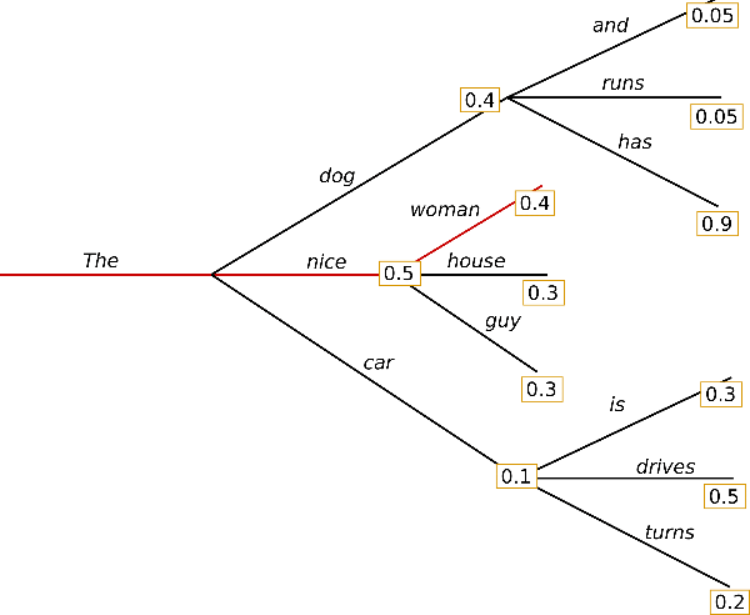 and
0.05
runs
0.4
0.05
has
dog
woman
0.4
0.9
The
nice
0.5
house
0.3
guy
car
0.3
is
0.3
drives
0.1
0.5
turns
0.2